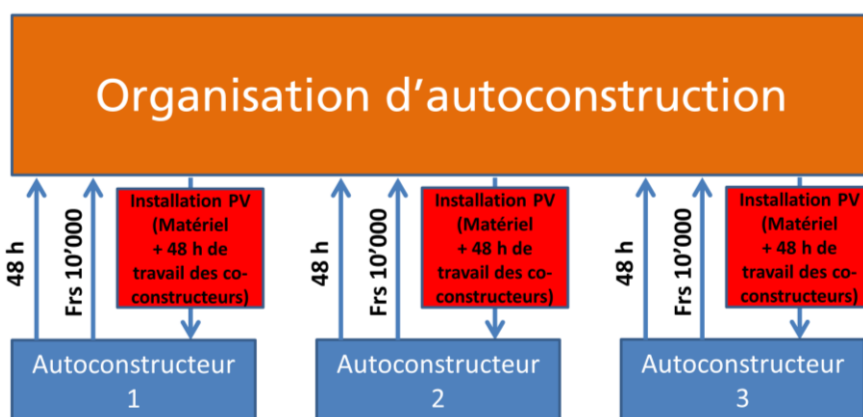 Organisation d'autoconstruction
48 h
Frs 10'000
Installation PV
(Matériel
+ 48 h de
travail des co-
constructeurs)
48 h
Frs 10'000
Installation PV
(Matériel
+ 48 h de
travail des co-
constructeurs)
48 h
Frs 10'000
Installation PV
(Matériel
+ 48 h de
travail des co-
constructeurs)
Autoconstructeur
1
Autoconstructeur
2
Autoconstructeur
3